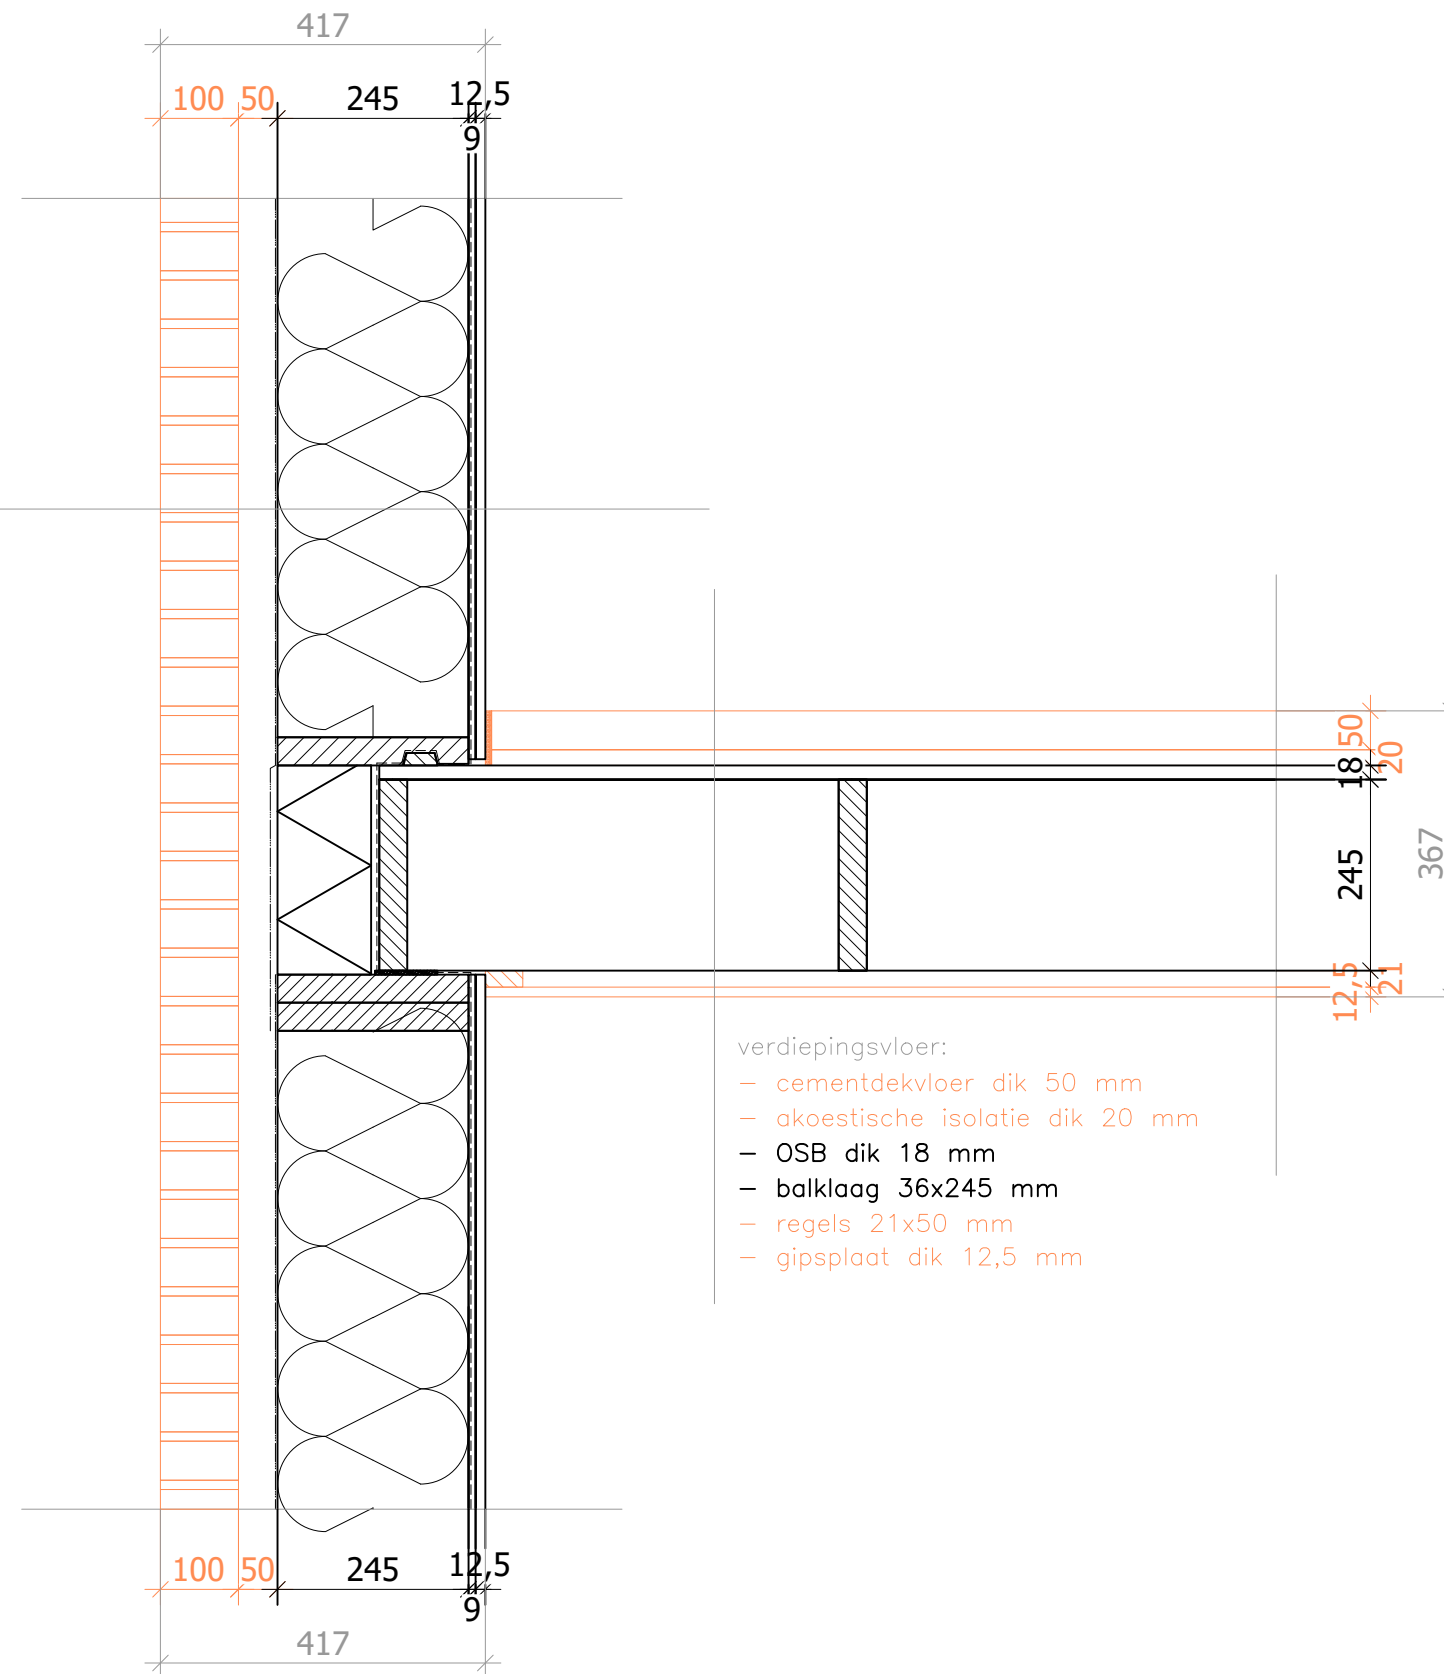 417
100 50 245 12,5
9
50
20
18
245
367
21
12,5
verdiepingsvloer:
– cementdekvloer dik 50 mm
– akoestische isolatie dik 20 mm
– OSB dik 18 mm
– balklaag 36x245 mm
– regels 21x50 mm
– gipsplaat dik 12,5 mm
100 50 245 12,5
9
417